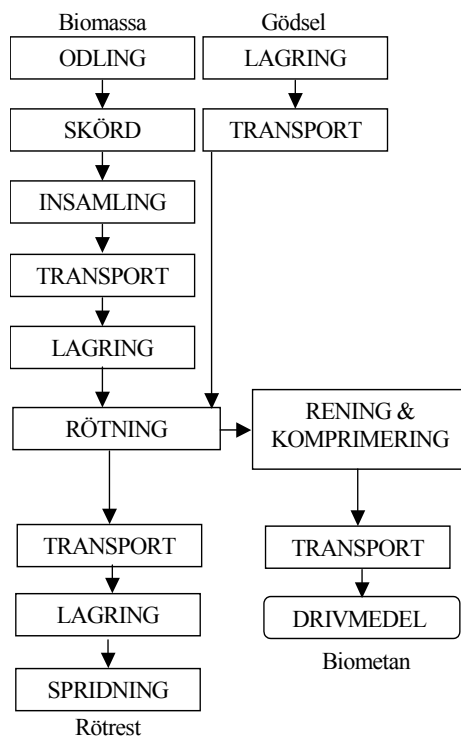 Biomassa
Gödsel
ODLING
LAGRING
SKÖRD
TRANSPORT
INSAMLING
TRANSPORT
LAGRING
RÖTNING
RENING &
KOMPRIMERING
TRANSPORT
TRANSPORT
LAGRING
DRIVMEDEL
Biometan
SPRIDNING
Rötrest